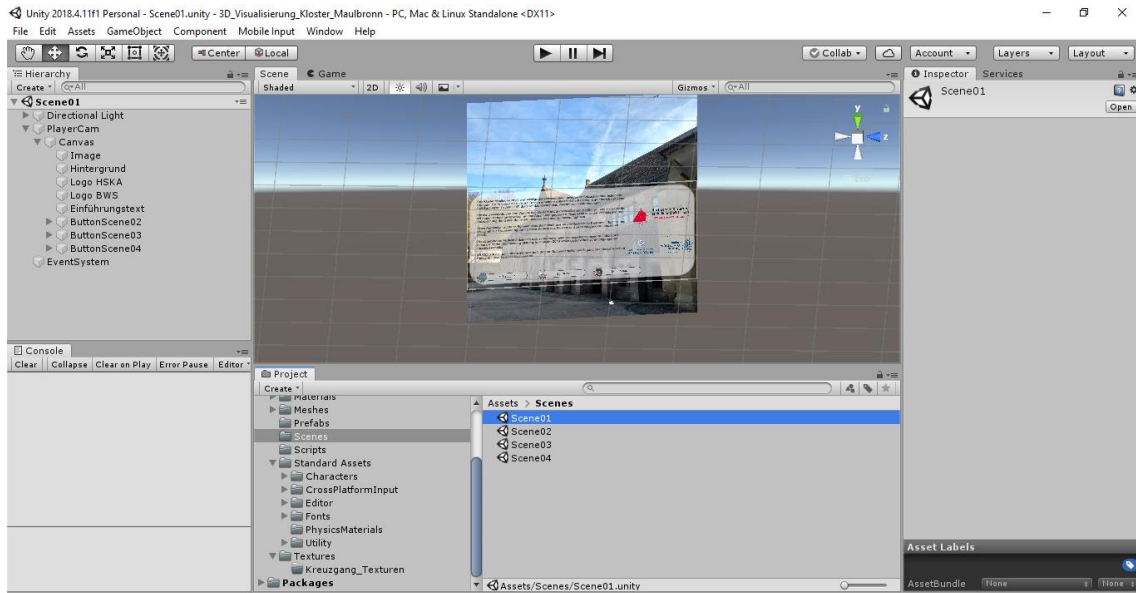 Unity 2018.4.11f1 Personal - Scene01.unity - 3D_Visualisierung_Kloster_Maulbronn - PC, Mac & Linux Standalone <DX11>
File Edit Assets GameObject Component Mobile Input Window Help
Center Local Collab Account Layers Layout
Hierarchy
Create All
Scene01
Directional Light
PlayerCam
Canvas
Image
Hintergrund
Logo HSKA
Logo BWS
Einführungstext
ButtonScene02
ButtonScene03
ButtonScene04
EventSystem
Scene Game
Shaded 2D Gizmos All
y
z
Inspector Services
Scene01
Open
Console
Clear Collapse Clear on Play Error Pause Editor
Project
Create
Materials
Meshes
Prefabs
Scenes
Scripts
Standard Assets
Characters
CrossPlatformInput
Editor
Fonts
PhysicsMaterials
Utility
Textures
Kreuzgang_Texturen
Packages
Assets > Scenes
Scene01
Scene02
Scene03
Scene04
Assets/Scenes/Scene01.unity
Asset Labels
AssetBundle None None